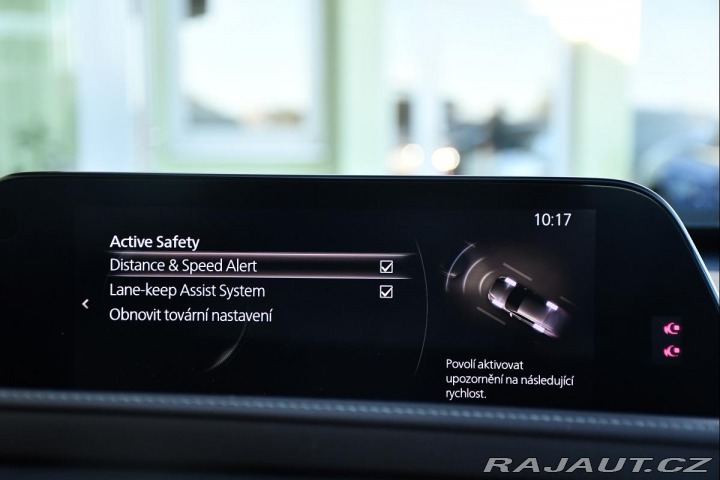 10:17
Active Safety
Distance & Speed Alert
Lane-keep Assist System
Obnovit tovární nastavení
Povolí aktivovat
upozornění na následující
rychlost.
RAJAUT.CZ